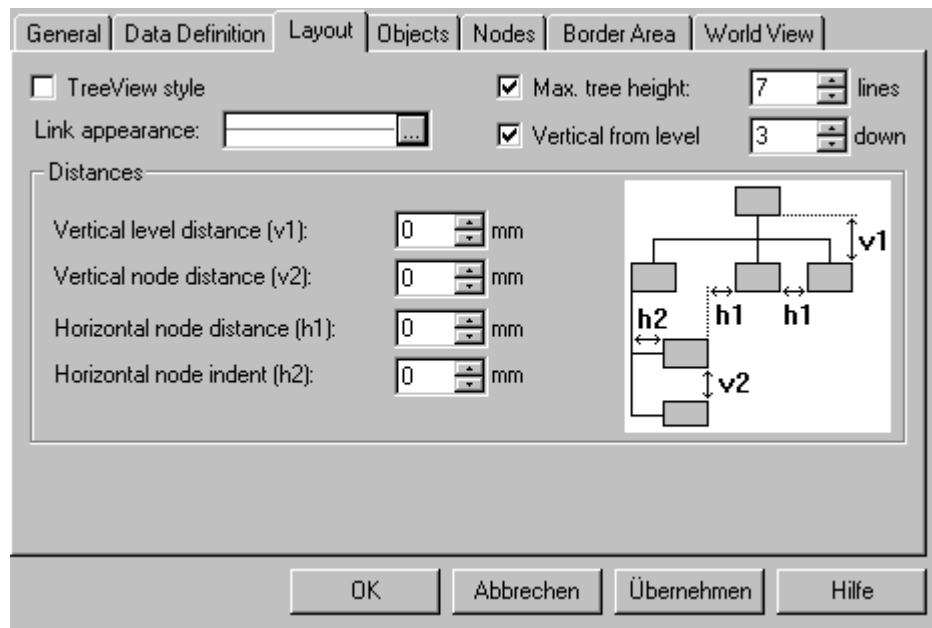 General Data Definition Layout Objects Nodes Border Area World View
TreeView style Max. tree height: 7 lines
Link appearance: ... Vertical from level 3 down
Distances
Vertical level distance (v1): 0 mm
Vertical node distance (v2): 0 mm
Horizontal node distance (h1): 0 mm
Horizontal node indent (h2): 0 mm
v1
h2 h1 h1
v2
OK Abbrechen Übernehmen Hilfe